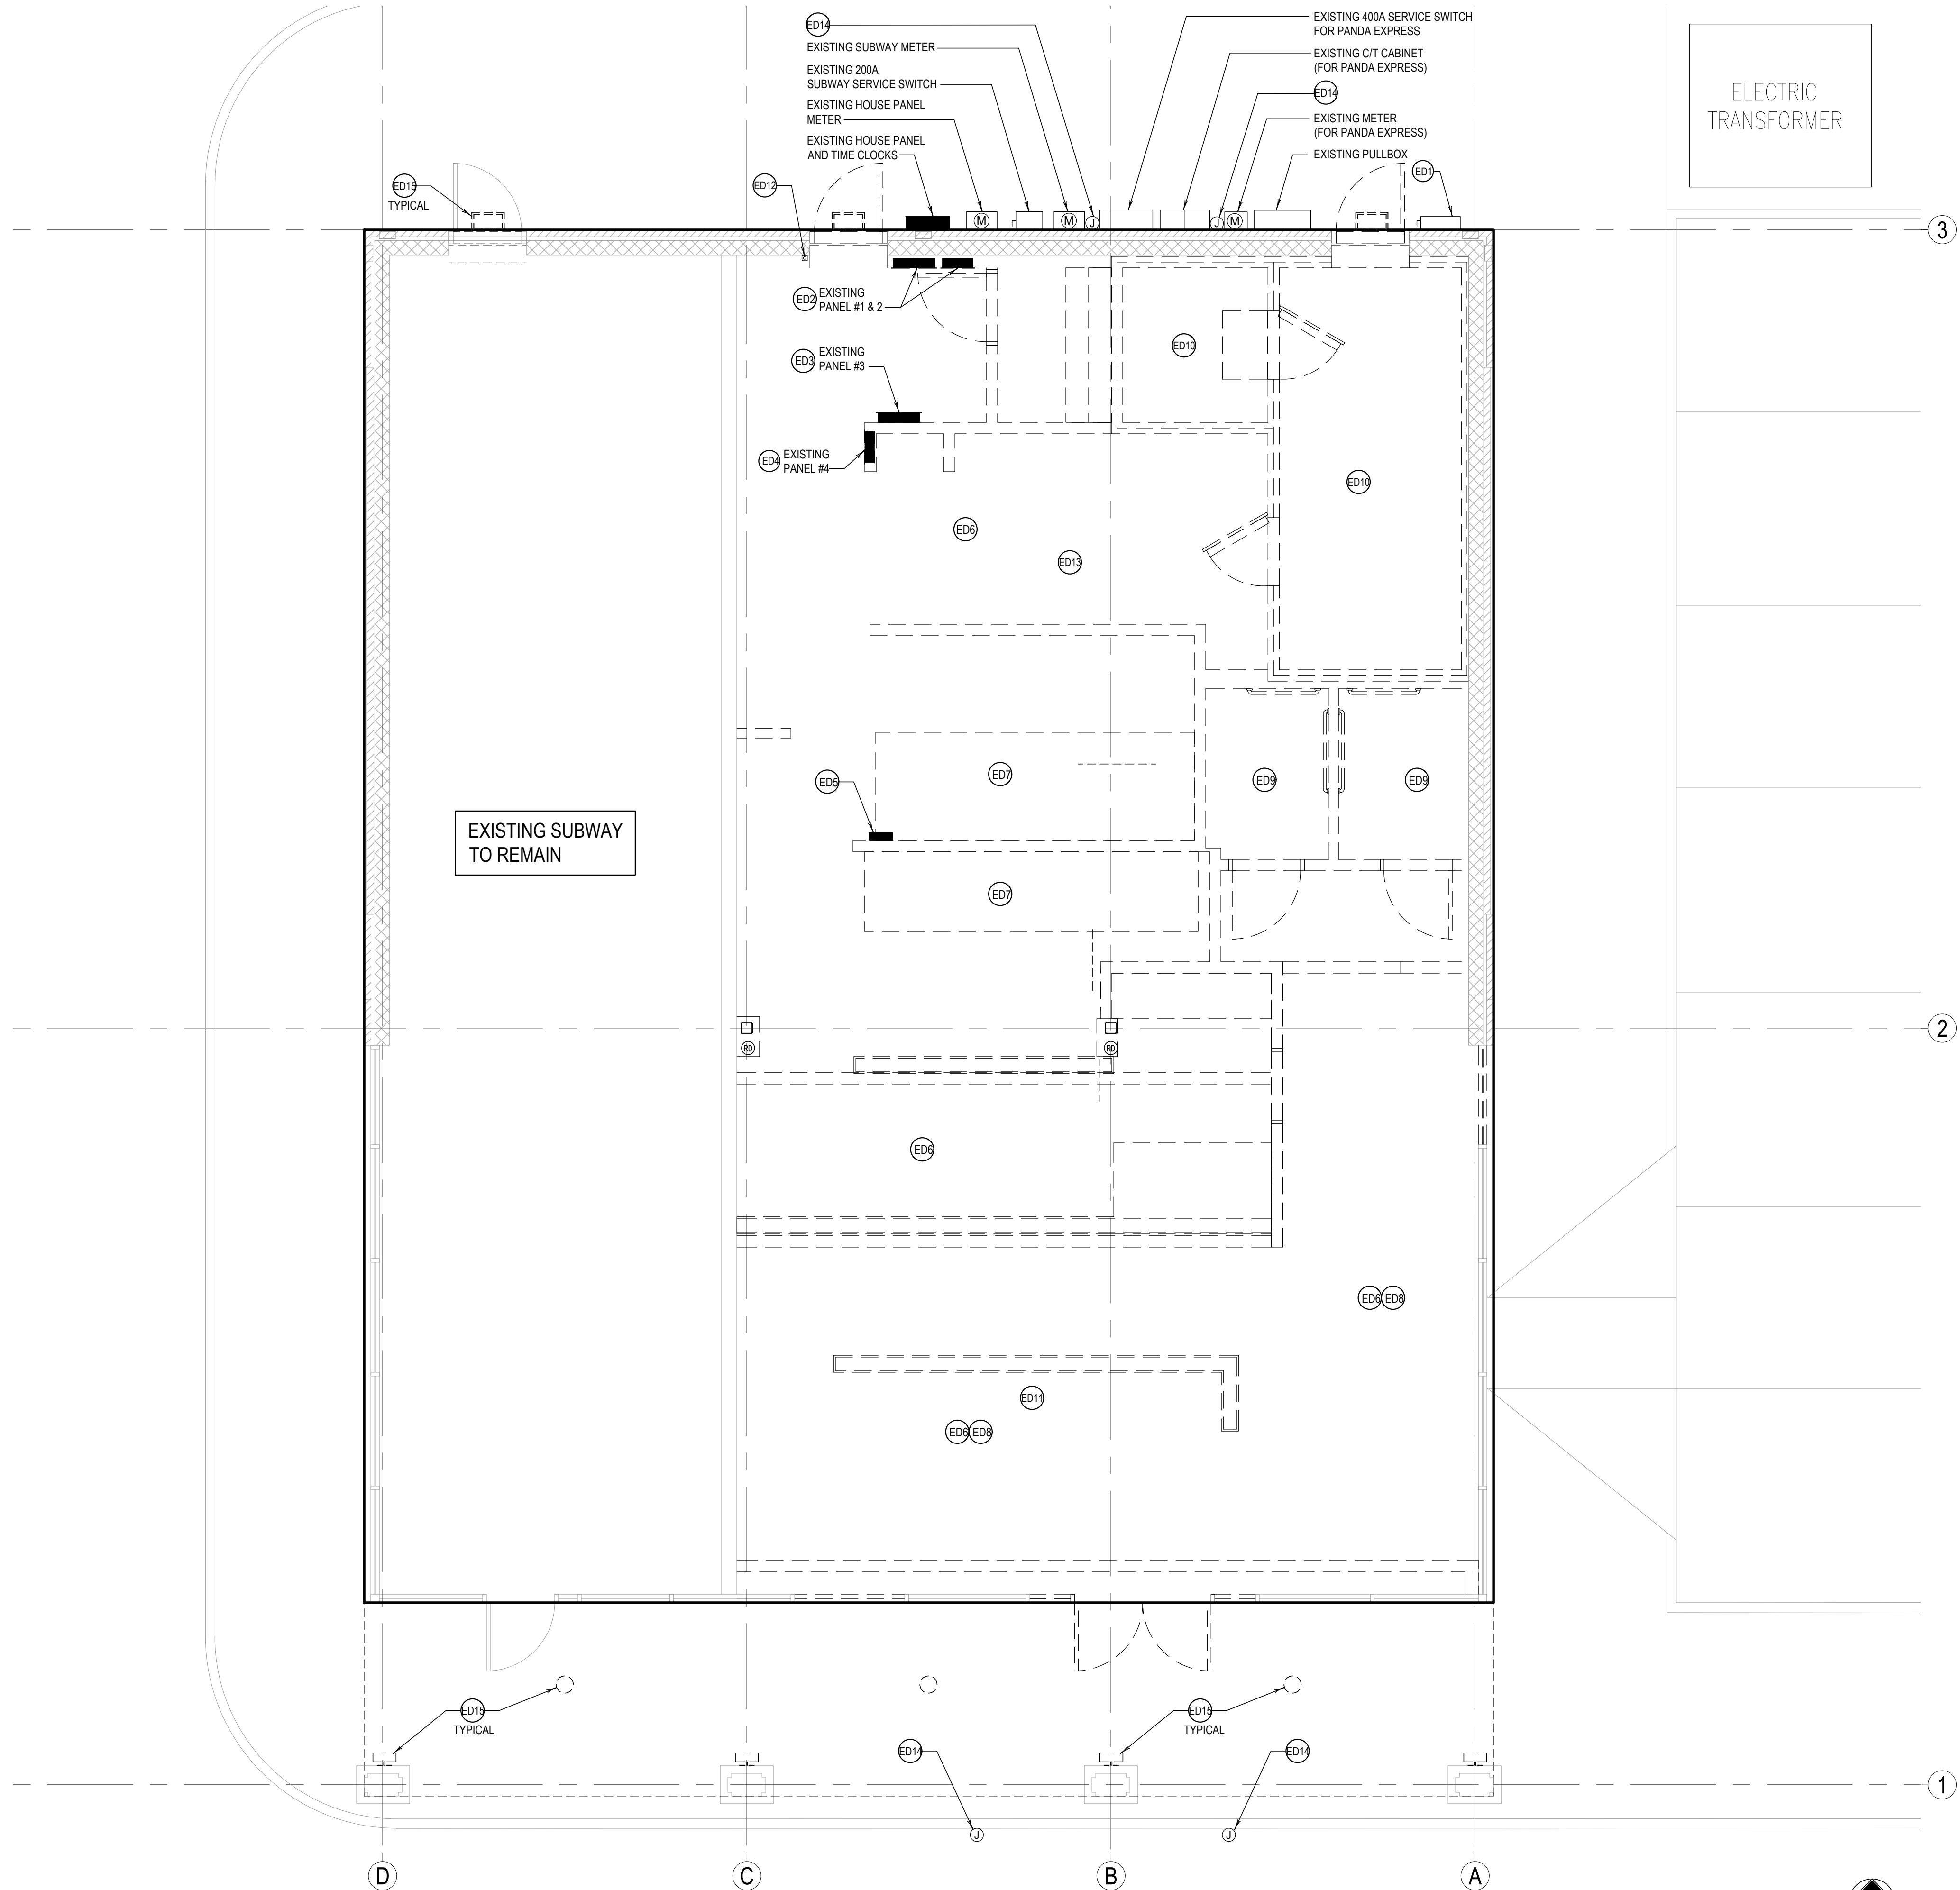 ED14
EXISTING SUBWAY METER
EXISTING 200A
SUBWAY SERVICE SWITCH
EXISTING HOUSE PANEL
METER
EXISTING HOUSE PANEL
AND TIME CLOCKS
EXISTING 400A SERVICE SWITCH
FOR PANDA EXPRESS
EXISTING C/T CABINET
(FOR PANDA EXPRESS)
ED14
EXISTING METER
(FOR PANDA EXPRESS)
EXISTING PULLBOX
ED1
ELECTRIC
TRANSFORMER
ED15
TYPICAL
ED12
M
M
J
J
M
3
ED2
EXISTING
PANEL #1 & 2
ED3
EXISTING
PANEL #3
ED4
EXISTING
PANEL #4
ED10
ED10
ED6
ED13
ED7
ED5
ED9
ED9
EXISTING SUBWAY
TO REMAIN
ED7
2
RD
RD
ED6
ED6
ED8
ED11
ED6
ED8
ED15
TYPICAL
ED15
TYPICAL
ED14
ED14
1
J
J
D
C
B
A